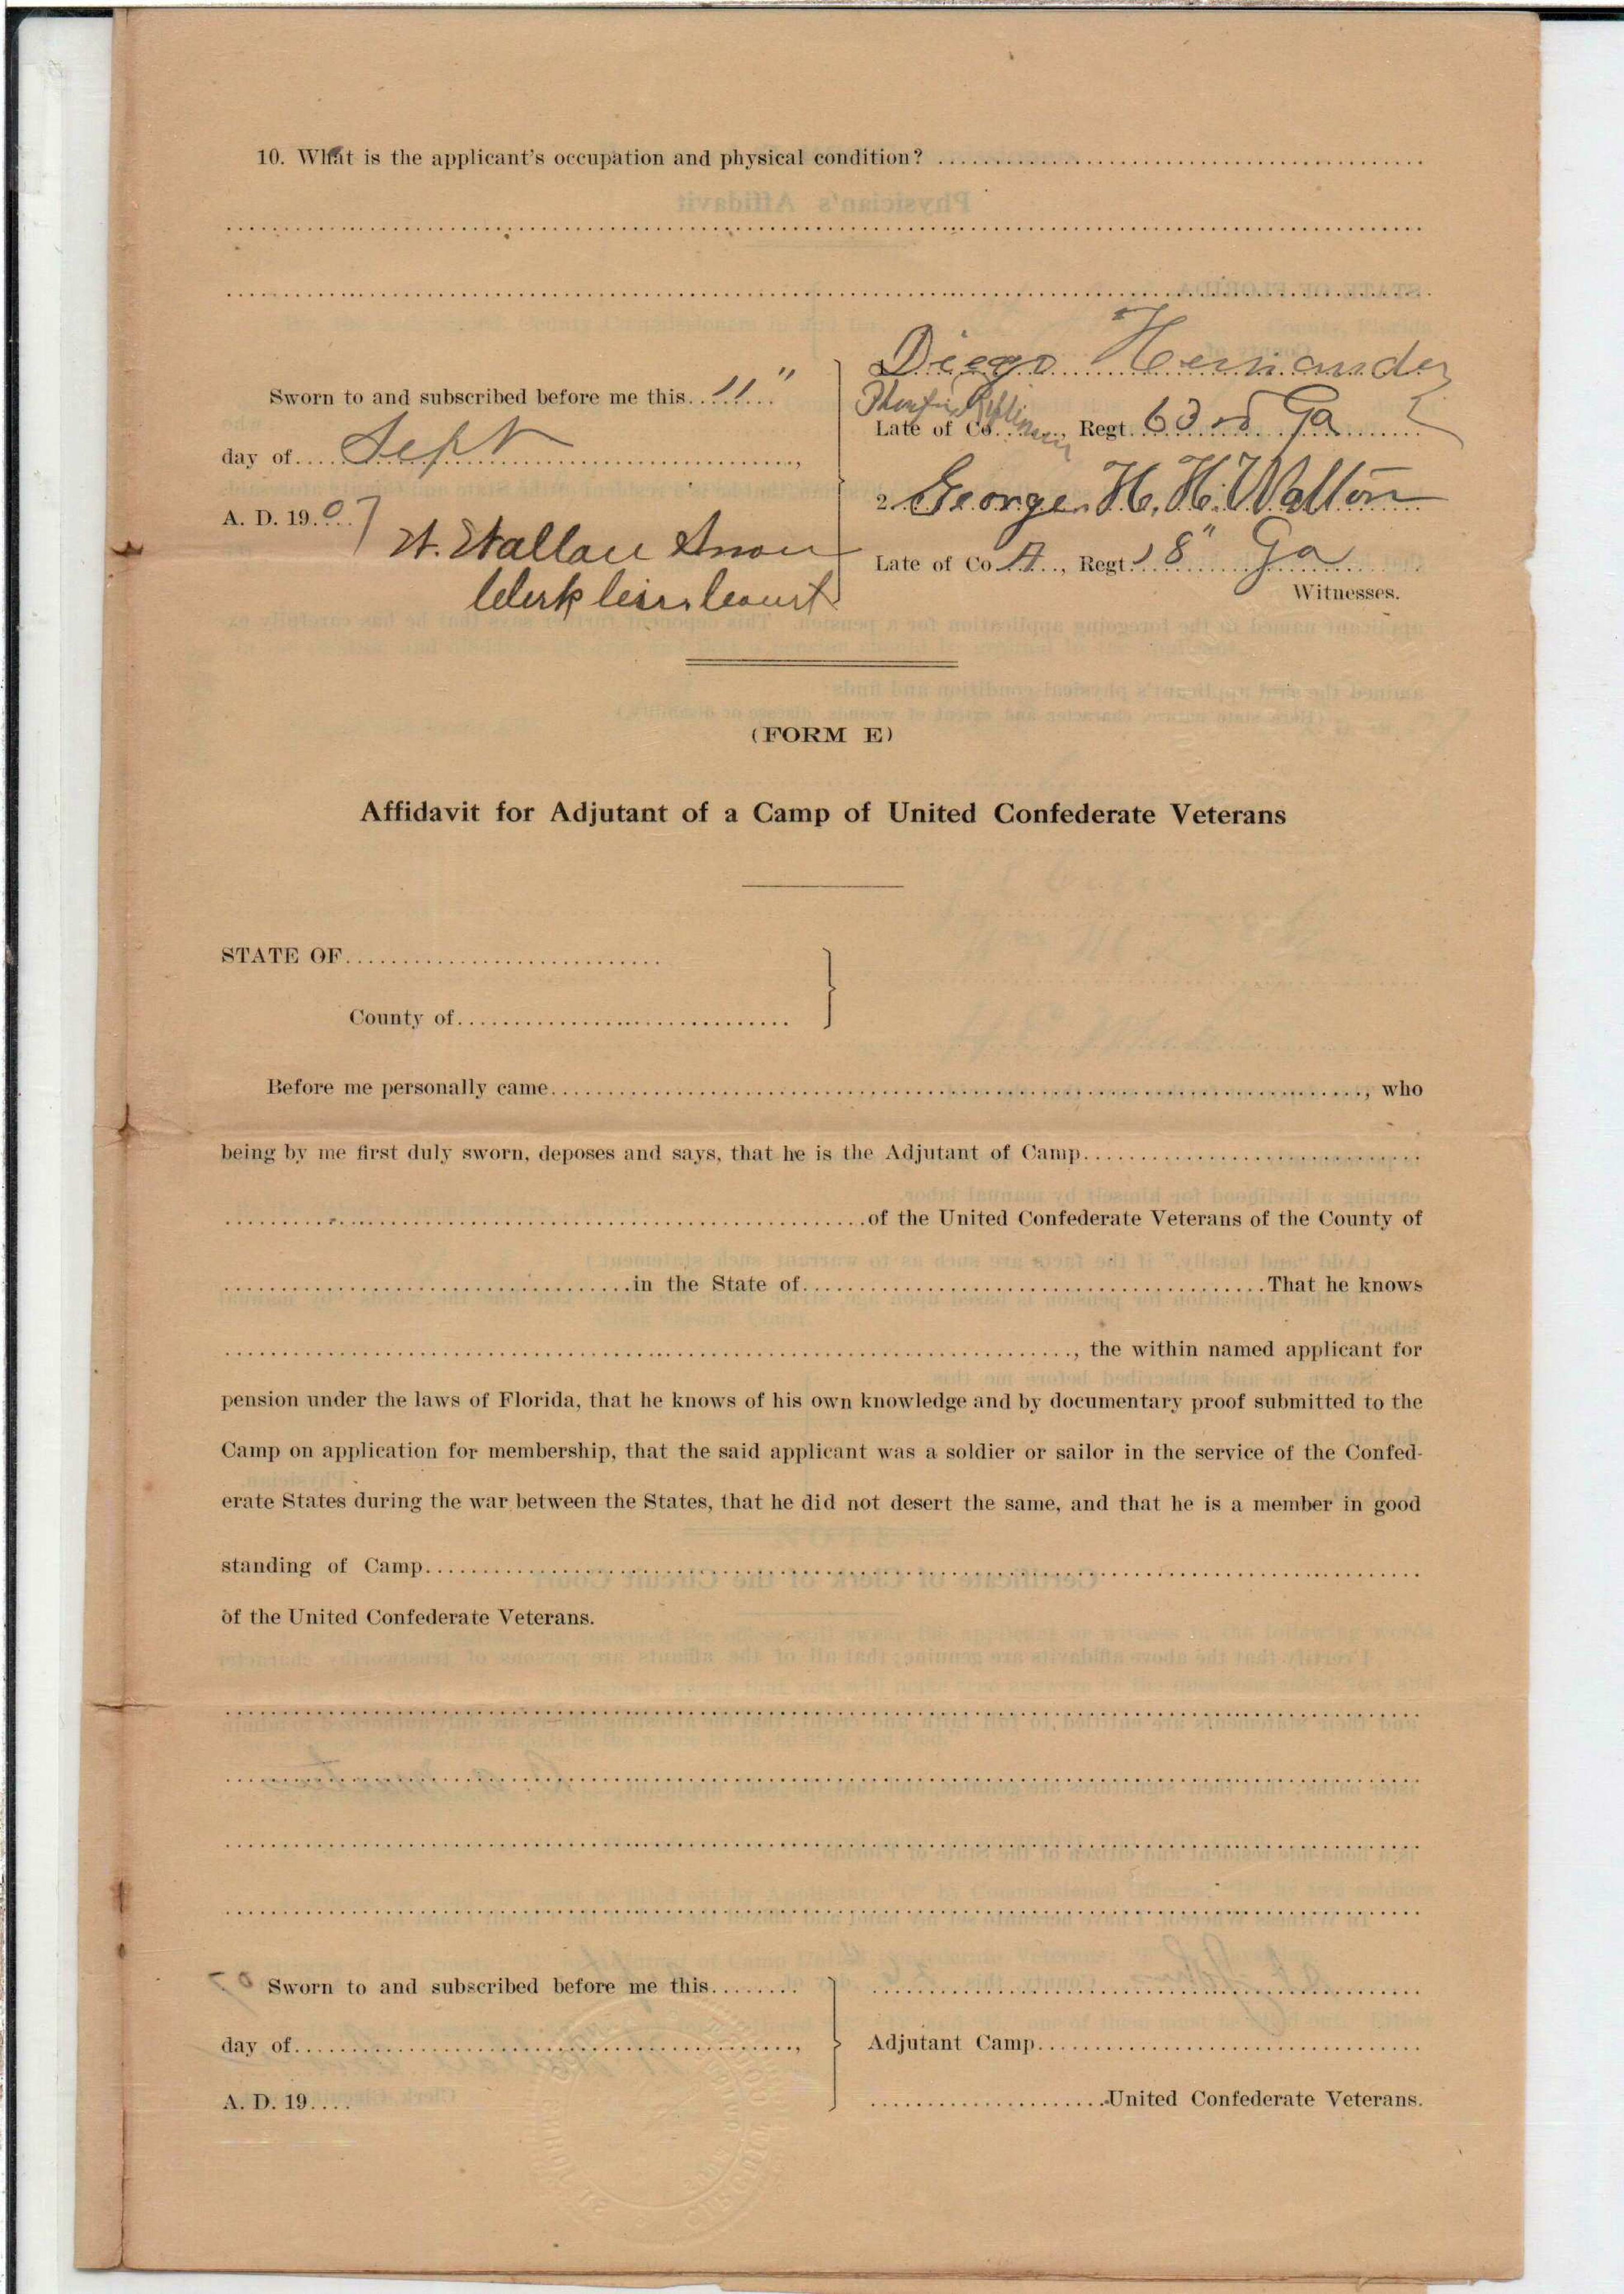 10. What is the applicant's occupation and physical condition?
Diego Hernandez
Sworn to and subscribed before me this 11"
Late of Co. Regt. 63rd Ga
day of Sept,
2. George H. H. Walton
A. D. 1907
Late of Co A, Regt 18" Ga
W. Wallace Snow
Clerk Circ. Court
Witnesses.
(FORM E)
Affidavit for Adjutant of a Camp of United Confederate Veterans
STATE OF
County of
Before me personally came, who
being by me first duly sworn, deposes and says, that he is the Adjutant of Camp
of the United Confederate Veterans of the County of
in the State of That he knows
, the within named applicant for
pension under the laws of Florida, that he knows of his own knowledge and by documentary proof submitted to the
Camp on application for membership, that the said applicant was a soldier or sailor in the service of the Confed-
erate States during the war between the States, that he did not desert the same, and that he is a member in good
standing of Camp
of the United Confederate Veterans.
Sworn to and subscribed before me this
day of,
Adjutant Camp
A. D. 19
United Confederate Veterans.